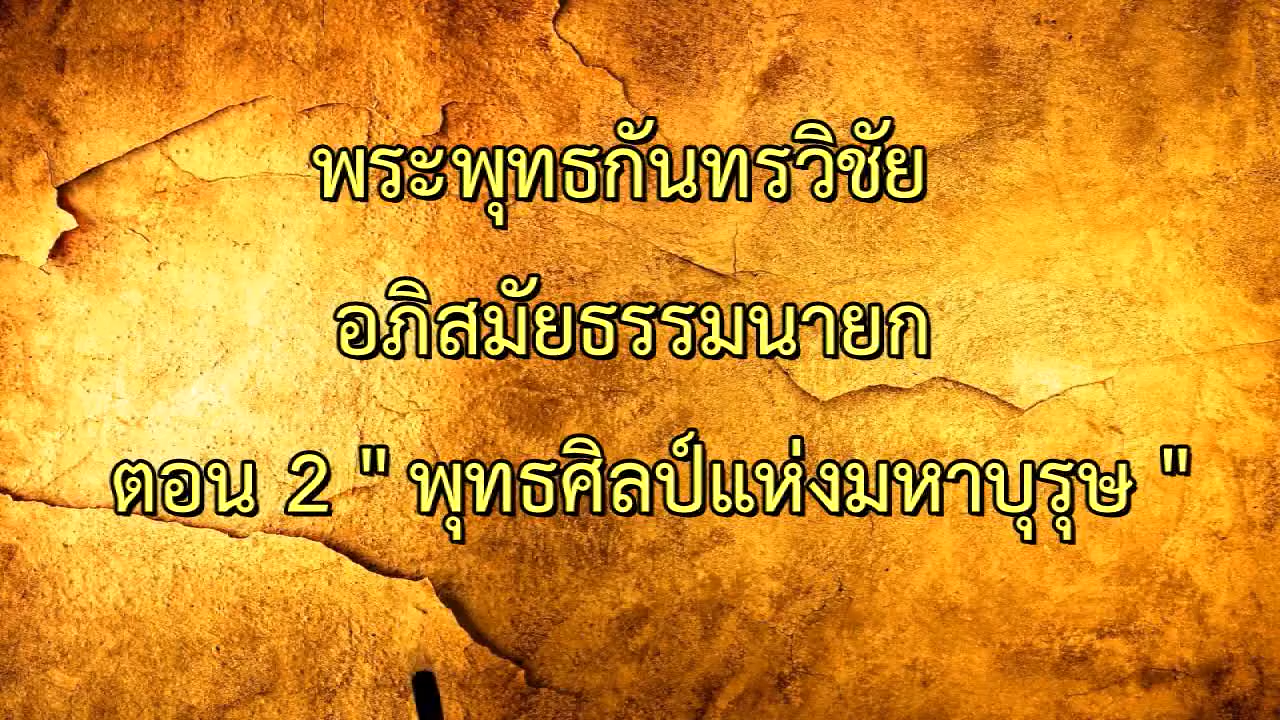 พระพุทธกันทรวิชัย
อภิสมัยธรรมนายก
ตอน 2 " พุทธศิลป์แห่งมหาบุรุษ "